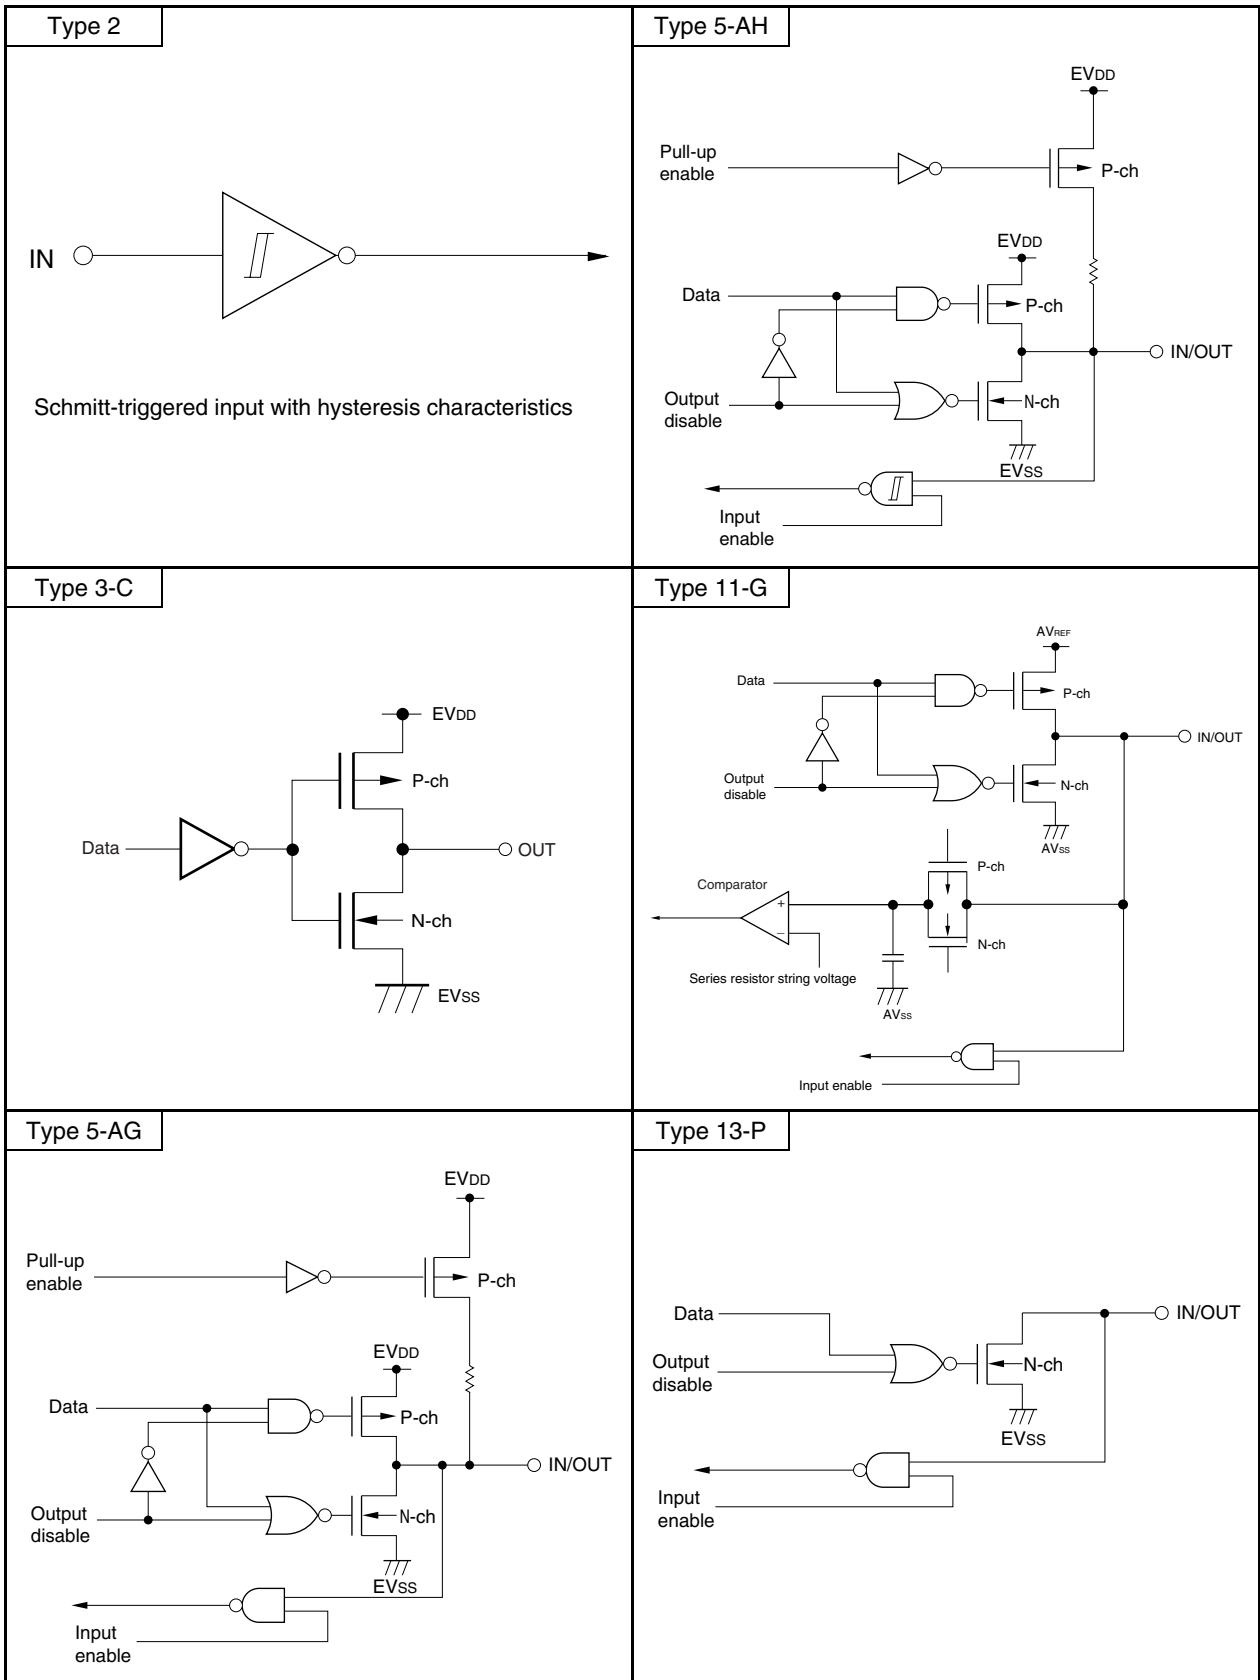 Type 2
IN
Schmitt-triggered input with hysteresis characteristics
Type 5-AH
EVDD
Pull-up
enable
P-ch
EVDD
Data
P-ch
IN/OUT
Output
disable
N-ch
EVSS
Input
enable
Type 3-C
EVDD
P-ch
Data
OUT
N-ch
EVSS
Type 11-G
AVREF
Data
P-ch
IN/OUT
Output
disable
N-ch
AVSS
P-ch
Comparator
+
−
N-ch
Series resistor string voltage
AVSS
Input enable
Type 5-AG
EVDD
Pull-up
enable
P-ch
EVDD
Data
P-ch
IN/OUT
Output
disable
N-ch
EVSS
Input
enable
Type 13-P
Data
IN/OUT
Output
disable
N-ch
EVSS
Input
enable